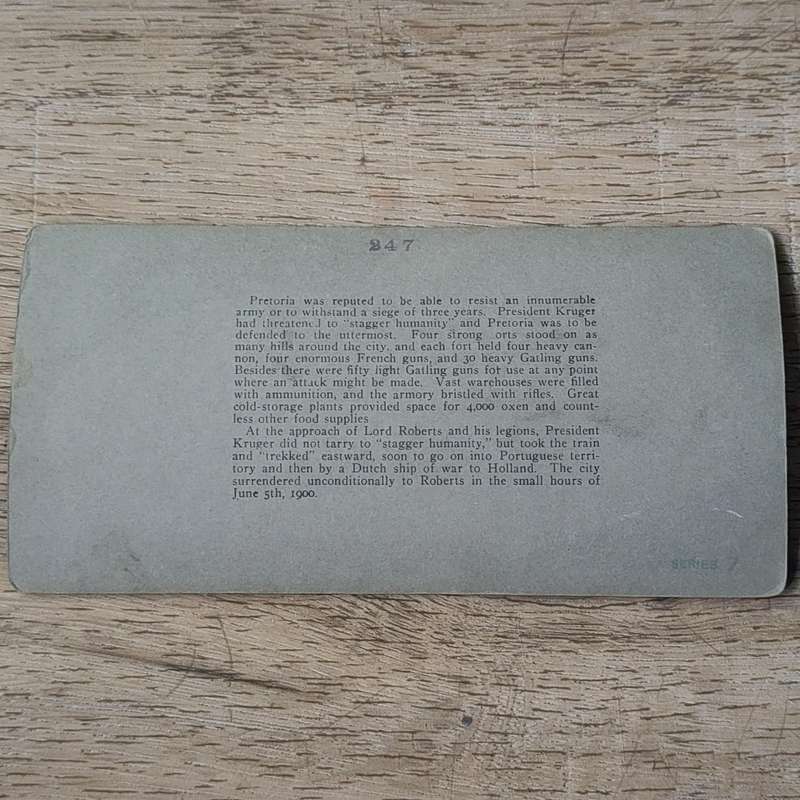 247
Pretoria was reputed to be able to resist an innumerable
army or to withstand a siege of three years. President Kruger
had threatened to "stagger humanity" and Pretoria was to be
defended to the uttermost. Four strong orts stood on as
many hills around the city, and each fort held four heavy can-
non, four enormous French guns, and 30 heavy Gatling guns.
Besides there were fifty light Gatling guns for use at any point
where an attack might be made. Vast warehouses were filled
with ammunition, and the armory bristled with rifles. Great
cold-storage plants provided space for 4,000 oxen and count-
less other food supplies
At the approach of Lord Roberts and his legions, President
Kruger did not tarry to "stagger humanity," but took the train
and "trekked" eastward, soon to go on into Portuguese terri-
tory and then by a Dutch ship of war to Holland. The city
surrendered unconditionally to Roberts in the small hours of
June 5th, 1900.
SERIES 7